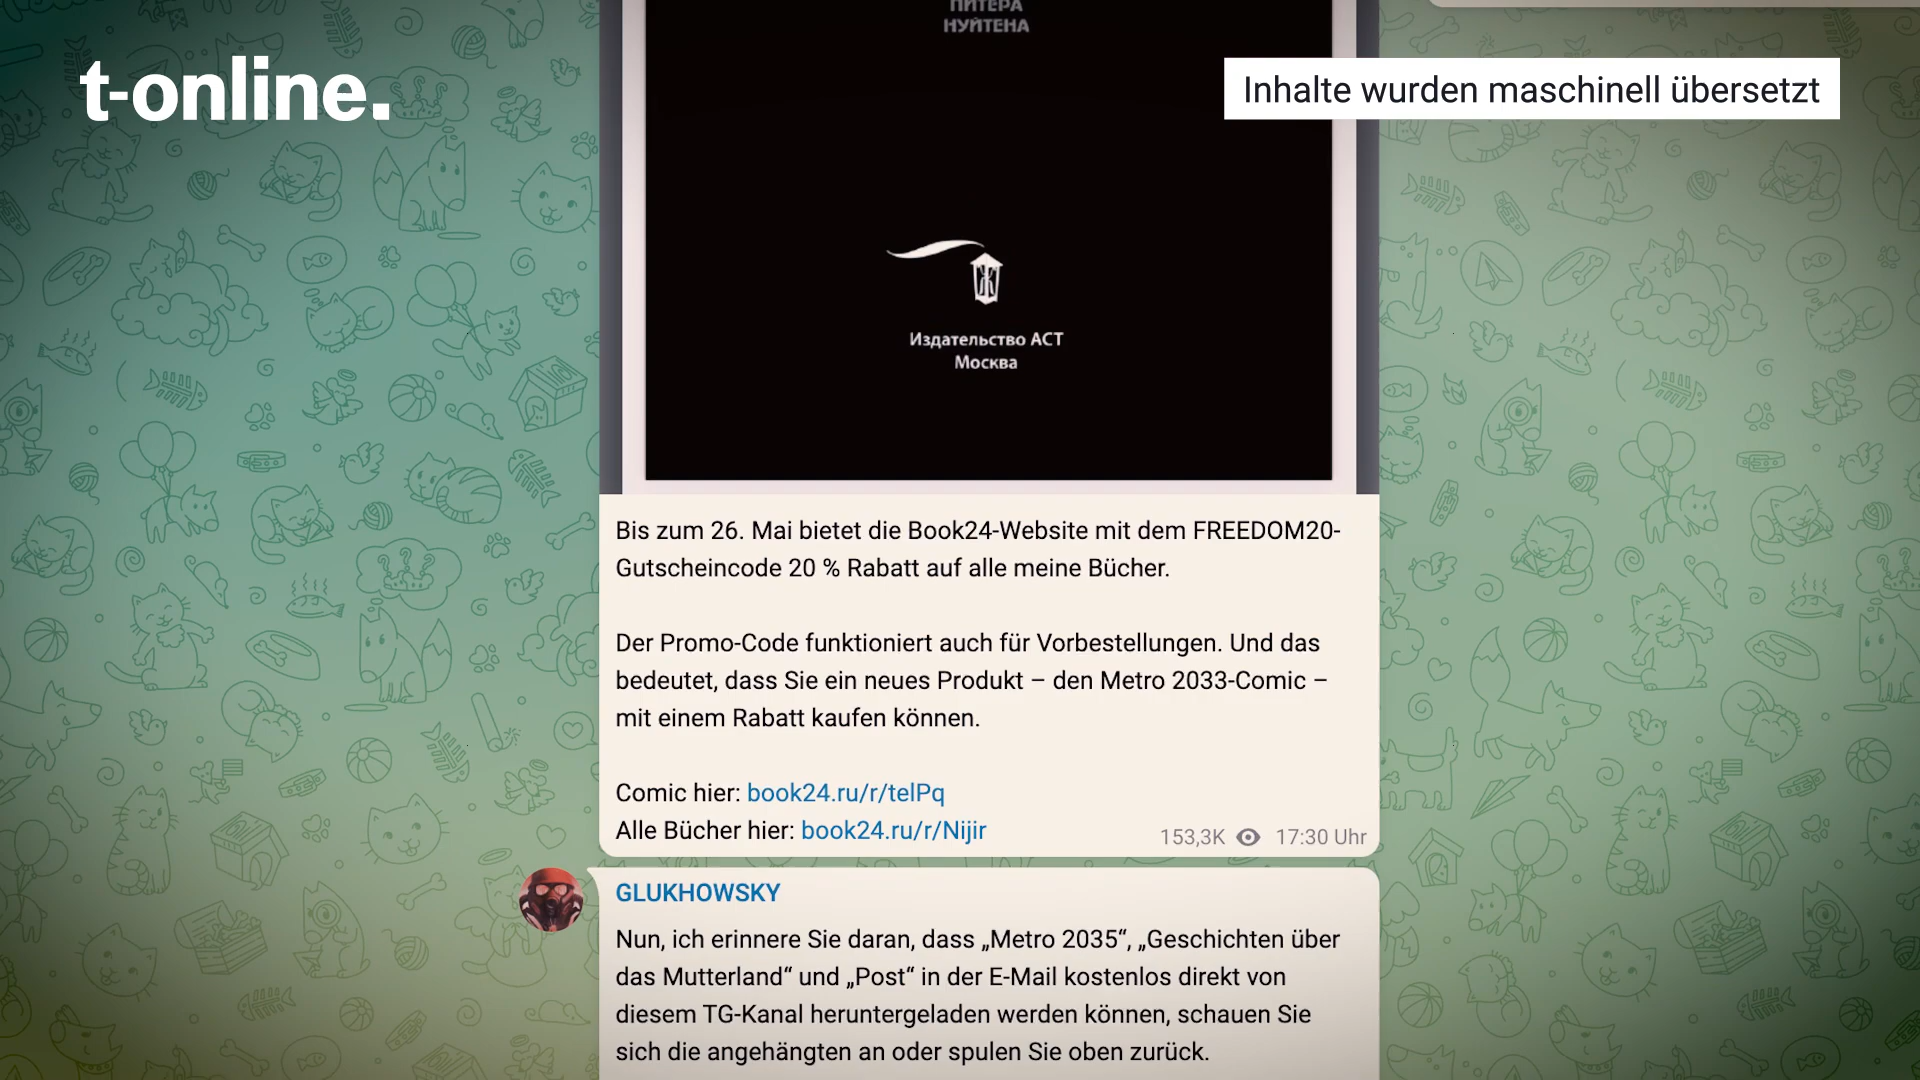 ПИТЕРА
НУЙТЕНА
t-online.
Inhalte wurden maschinell übersetzt
Издательство АСТ
Москва
Bis zum 26. Mai bietet die Book24-Website mit dem FREEDOM20-
Gutscheincode 20 % Rabatt auf alle meine Bücher.
Der Promo-Code funktioniert auch für Vorbestellungen. Und das
bedeutet, dass Sie ein neues Produkt – den Metro 2033-Comic –
mit einem Rabatt kaufen können.
Comic hier: book24.ru/r/telPq
Alle Bücher hier: book24.ru/r/Nijir
153,3K 17:30 Uhr
GLUKHOWSKY
Nun, ich erinnere Sie daran, dass „Metro 2035“, „Geschichten über
das Mutterland“ und „Post“ in der E-Mail kostenlos direkt von
diesem TG-Kanal heruntergeladen werden können, schauen Sie
sich die angehängten an oder spulen Sie oben zurück.